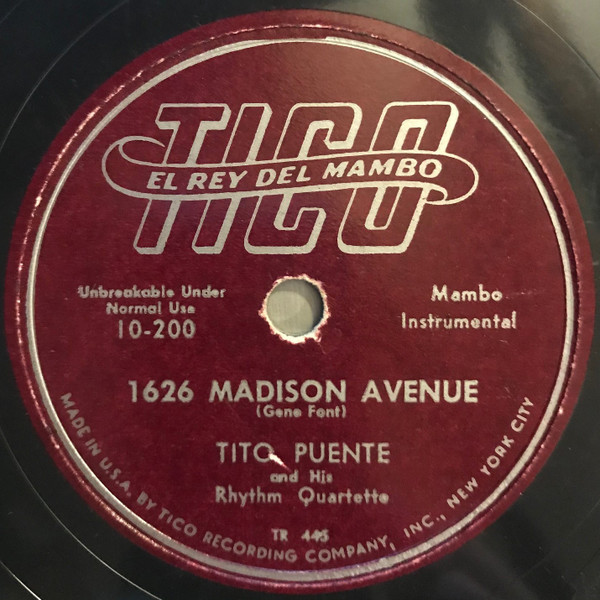 TICO
EL REY DEL MAMBO
Unbreakable Under
Normal Use
10-200
Mambo
Instrumental
1626 MADISON AVENUE
(Gene Font)
TITO PUENTE
and His
Rhythm Quartette
TR 445
MADE IN U.S.A. BY TICO RECORDING COMPANY, INC., NEW YORK CITY